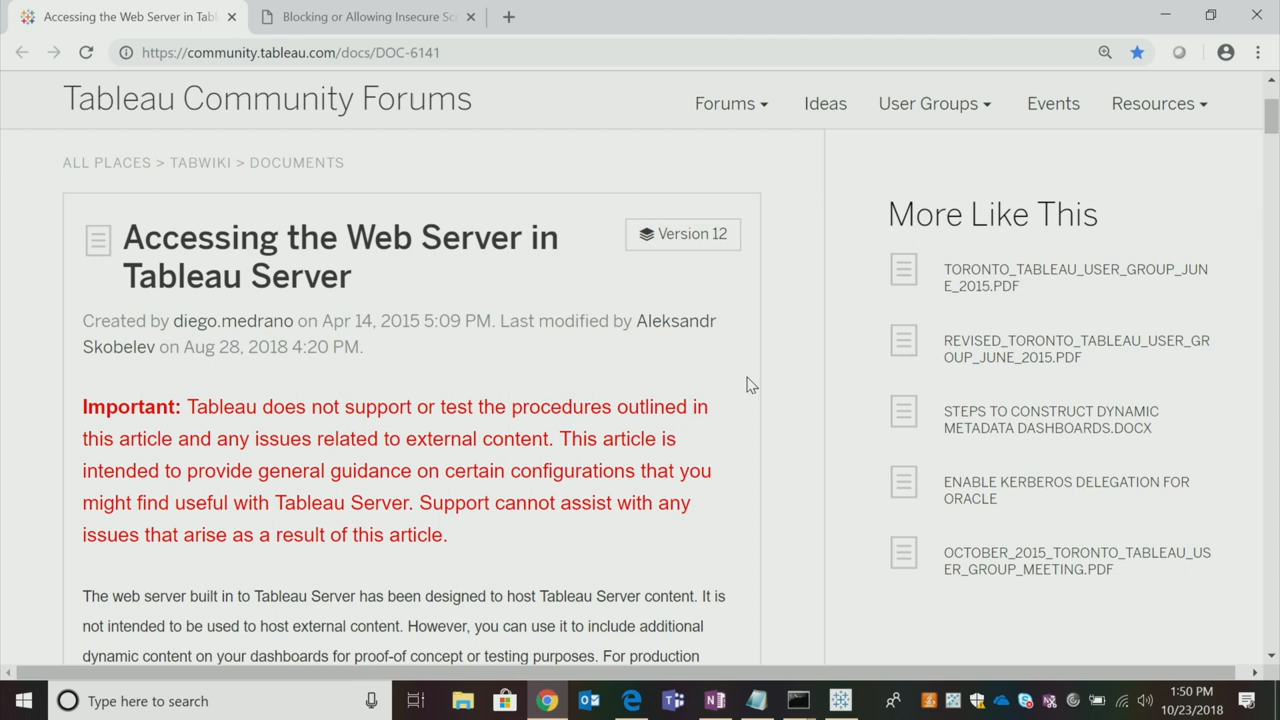 Accessing the Web Server in Tabl
Blocking or Allowing Insecure Sc
https://community.tableau.com/docs/DOC-6141
Tableau Community Forums
Forums
Ideas
User Groups
Events
Resources
ALL PLACES > TABWIKI > DOCUMENTS
Accessing the Web Server in
Tableau Server
Version 12
Created by diego.medrano on Apr 14, 2015 5:09 PM. Last modified by Aleksandr
Skobelev on Aug 28, 2018 4:20 PM.
Important: Tableau does not support or test the procedures outlined in
this article and any issues related to external content. This article is
intended to provide general guidance on certain configurations that you
might find useful with Tableau Server. Support cannot assist with any
issues that arise as a result of this article.
The web server built in to Tableau Server has been designed to host Tableau Server content. It is
not intended to be used to host external content. However, you can use it to include additional
dynamic content on your dashboards for proof-of concept or testing purposes. For production
More Like This
TORONTO_TABLEAU_USER_GROUP_JUN
E_2015.PDF
REVISED_TORONTO_TABLEAU_USER_GR
OUP_JUNE_2015.PDF
STEPS TO CONSTRUCT DYNAMIC
METADATA DASHBOARDS.DOCX
ENABLE KERBEROS DELEGATION FOR
ORACLE
OCTOBER_2015_TORONTO_TABLEAU_US
ER_GROUP_MEETING.PDF
Type here to search
1:50 PM
10/23/2018